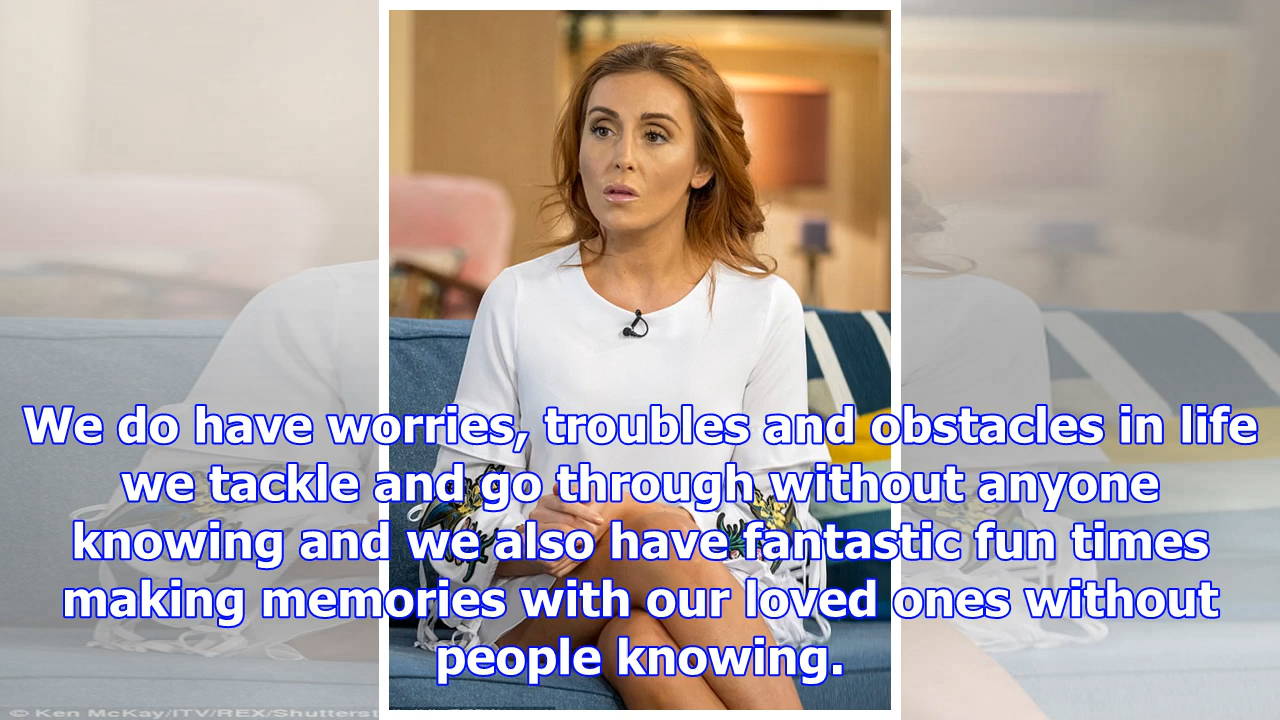 We do have worries, troubles and obstacles in life
we tackle and go through without anyone
knowing and we also have fantastic fun times
making memories with our loved ones without
people knowing.
© Ken McKay/ITV/REX/Shutterst